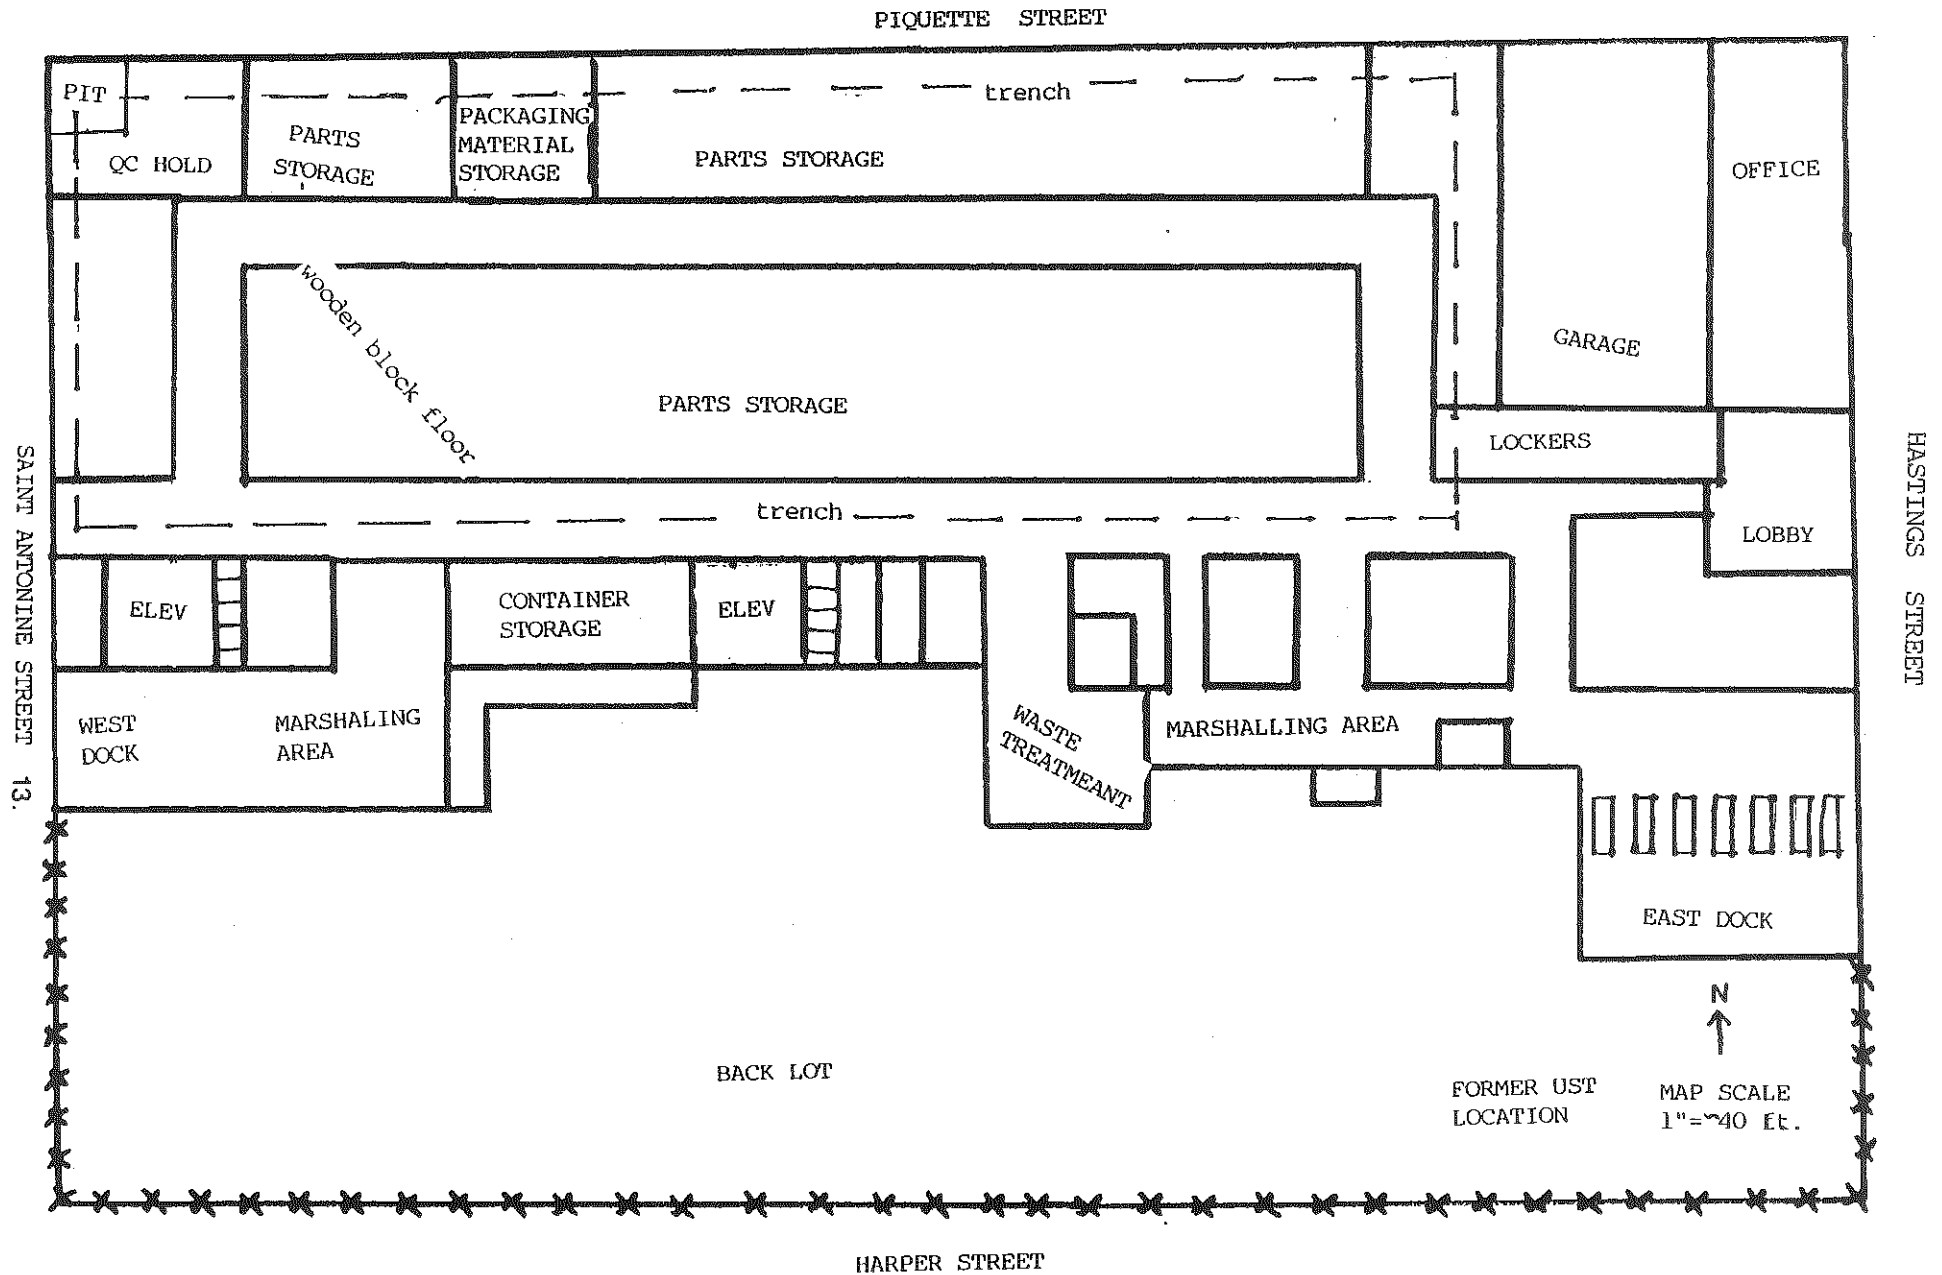 PIQUETTE STREET
PIT
trench
QC HOLD
PARTS
STORAGE
PACKAGING
MATERIAL
STORAGE
PARTS STORAGE
OFFICE
GARAGE
wooden block floor
PARTS STORAGE
LOCKERS
LOBBY
trench
SAINT ANTONINE STREET 13.
HASTINGS STREET
ELEV
CONTAINER
STORAGE
ELEV
WEST
DOCK
MARSHALING
AREA
WASTE
TREATMEANT
MARSHALLING AREA
EAST DOCK
N
BACK LOT
FORMER UST
LOCATION
MAP SCALE
1"=~40 ft.
HARPER STREET